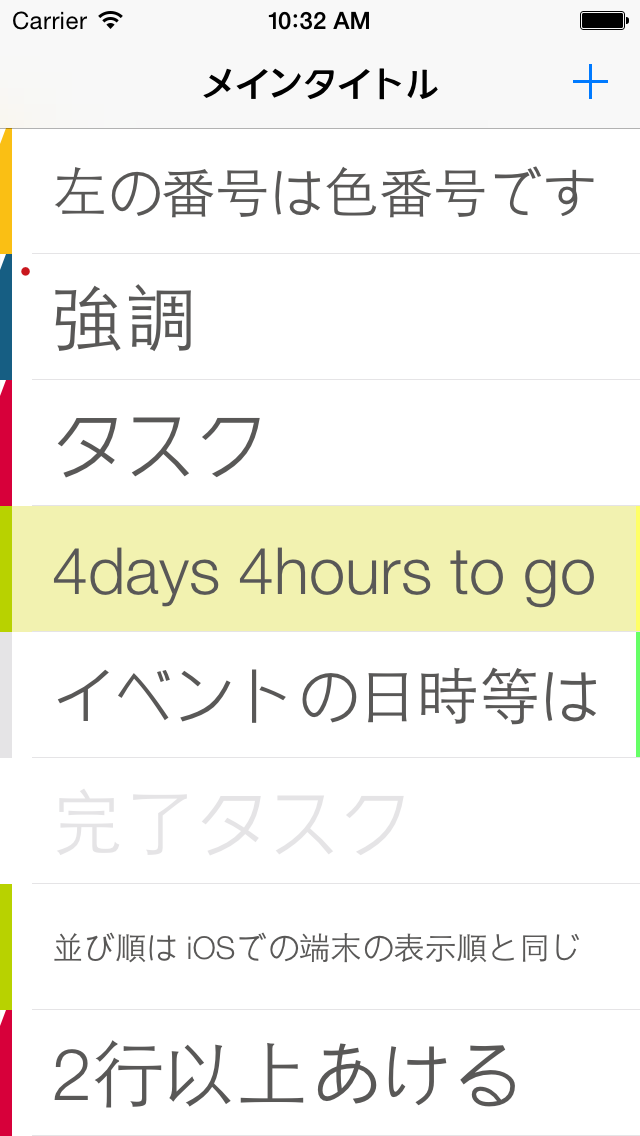 Carrier 10:32 AM
メインタイトル
左の番号は色番号です
強調
タスク
4days 4hours to go
イベントの日時等は
完了タスク
並び順は iOSでの端末の表示順と同じ
2行以上あける